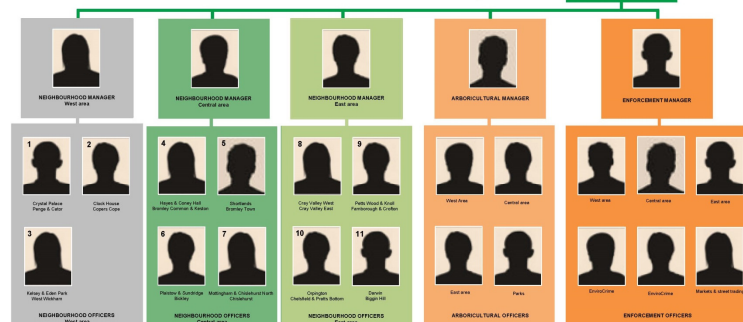 NEIGHBOURHOOD MANAGER
West area
NEIGHBOURHOOD MANAGER
Central area
NEIGHBOURHOOD MANAGER
East area
ARBORICULTURAL MANAGER
ENFORCEMENT MANAGER
1
2
4
5
8
9
Crystal Palace
Penge & Cator
Clock House
Copers Cope
Hayes & Coney Hall
Bromley Common & Keston
Shortlands
Bromley Town
Cray Valley West
Cray Valley East
Petts Wood & Knoll
Farnborough & Crofton
West Area
Central area
West area
Central area
East area
3
6
7
10
11
Kelsey & Eden Park
West Wickham
Plaistow & Sundridge
Bickley
Mottingham & Chislehurst North
Chislehurst
Orpington
Chelsfield & Pratts Bottom
Darwin
Biggin Hill
East area
Parks
EnviroCrime
EnviroCrime
Markets & street trading
NEIGHBOURHOOD OFFICERS
West area
NEIGHBOURHOOD OFFICERS
Central area
NEIGHBOURHOOD OFFICERS
East area
ARBORICULTURAL OFFICERS
ENFORCEMENT OFFICERS